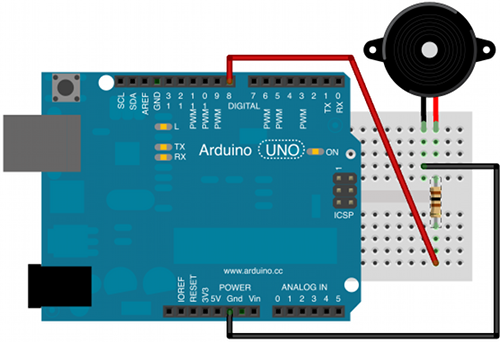 SCL
SDA
AREF
GND
13
12
PWM 11
PWM 10
PWM 9
8
DIGITAL
7
PWM 6
PWM 5
4
PWM 3
2
1 TX
0 RX
L
TX
RX
Arduino UNO
ON
1
ICSP
www.arduino.cc
POWER
ANALOG IN
IOREF
RESET
3V3
5V
Gnd
Vin
0 1 2 3 4 5